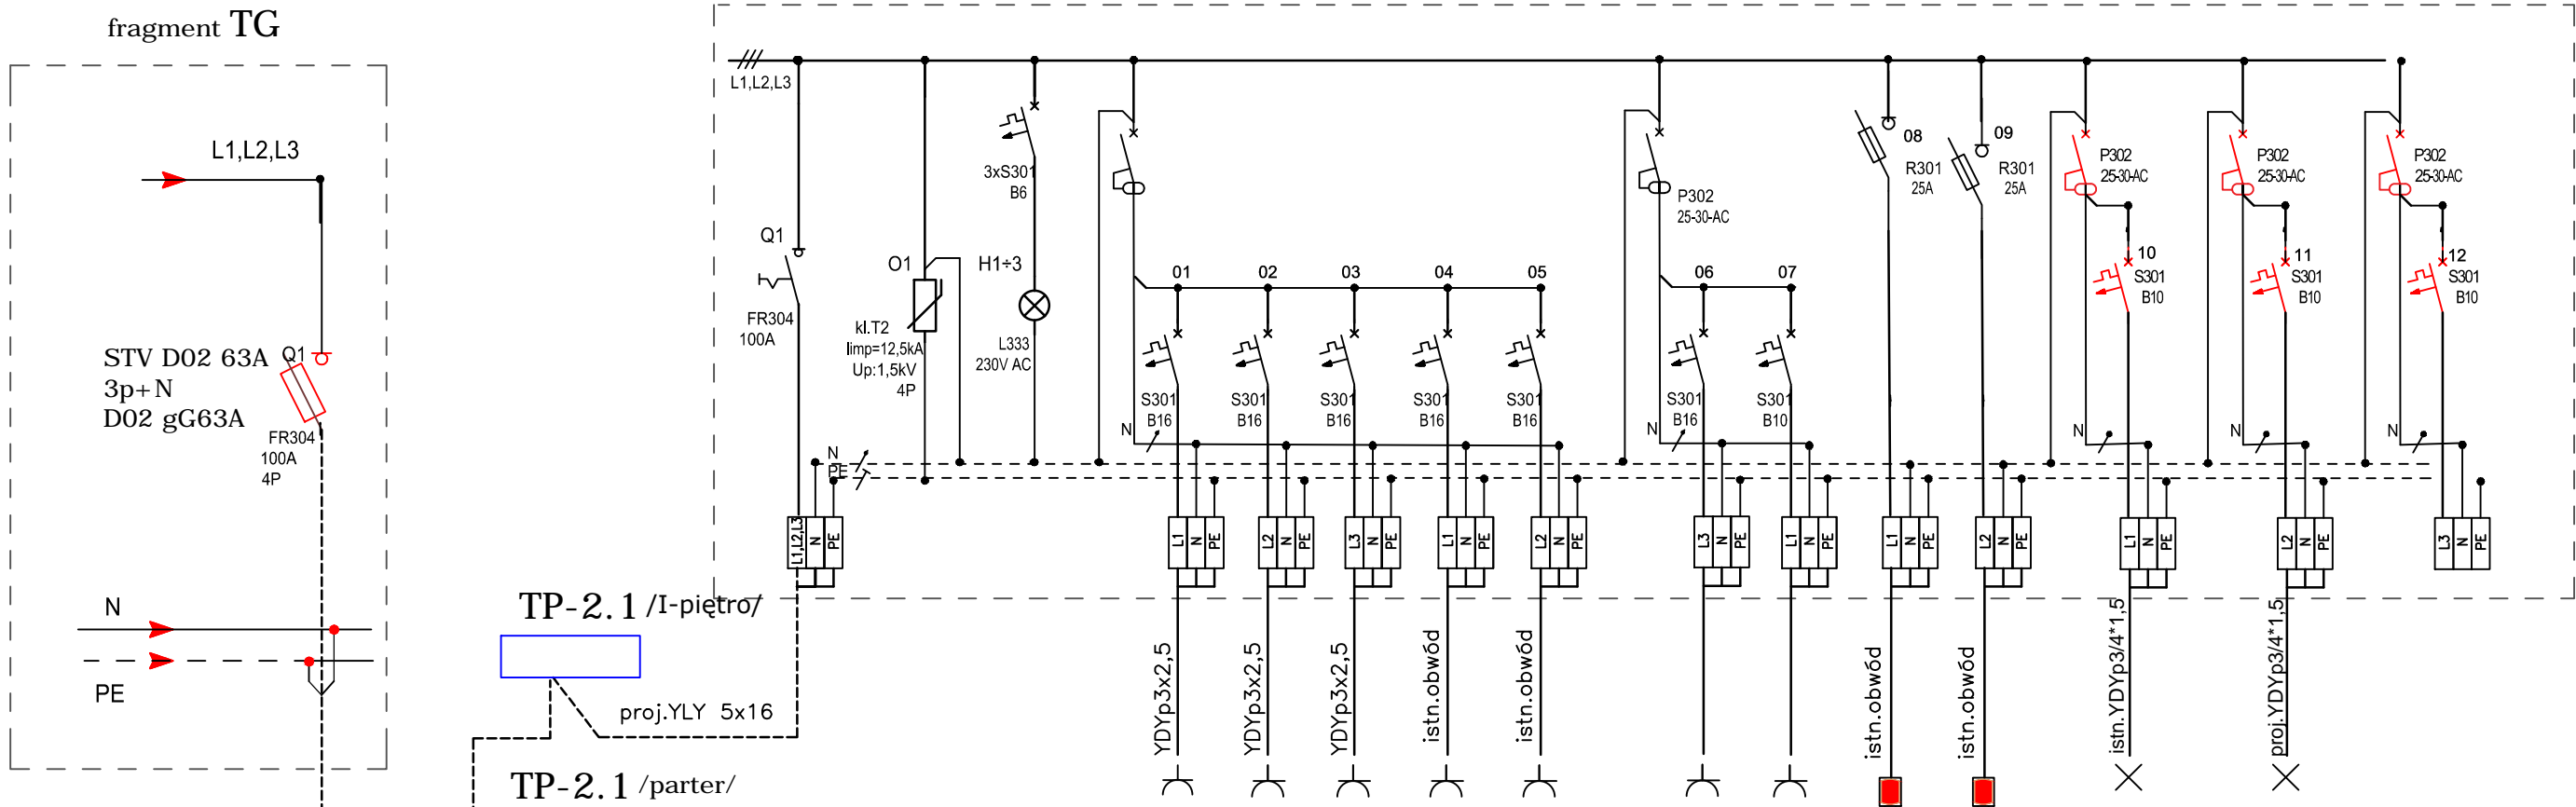 fragment TG
L1,L2,L3
STV D02 63A
3p+N
D02 gG63A
Q1
FR304
100A
4P
N
PE
TP-2.1 /I-piętro/
proj.YLY 5x16
TP-2.1 /parter/
L1,L2,L3
Q1
FR304
100A
O1
kl.T2
Iimp=12,5kA
Up:1,5kV
4P
3xS301
B6
H1÷3
L333
230V AC
N
PE
L1,L2,L3
N
PE
N
01
S301
B16
L1
N
PE
YDYp3x2,5
02
S301
B16
L2
N
PE
YDYp3x2,5
03
S301
B16
L3
N
PE
YDYp3x2,5
04
S301
B16
L1
N
PE
istn.obwód
05
S301
B16
L2
N
PE
istn.obwód
P302
25-30-AC
N
06
S301
B16
L3
N
PE
07
S301
B10
L1
N
PE
08
R301
25A
L1
N
PE
istn.obwód
09
R301
25A
L2
N
PE
istn.obwód
P302
25-30-AC
10
S301
B10
N
L1
N
PE
istn.YDYp3/4*1,5
P302
25-30-AC
11
S301
B10
N
L2
N
PE
proj.YDYp3/4*1,5
P302
25-30-AC
12
S301
B10
N
L3
N
PE